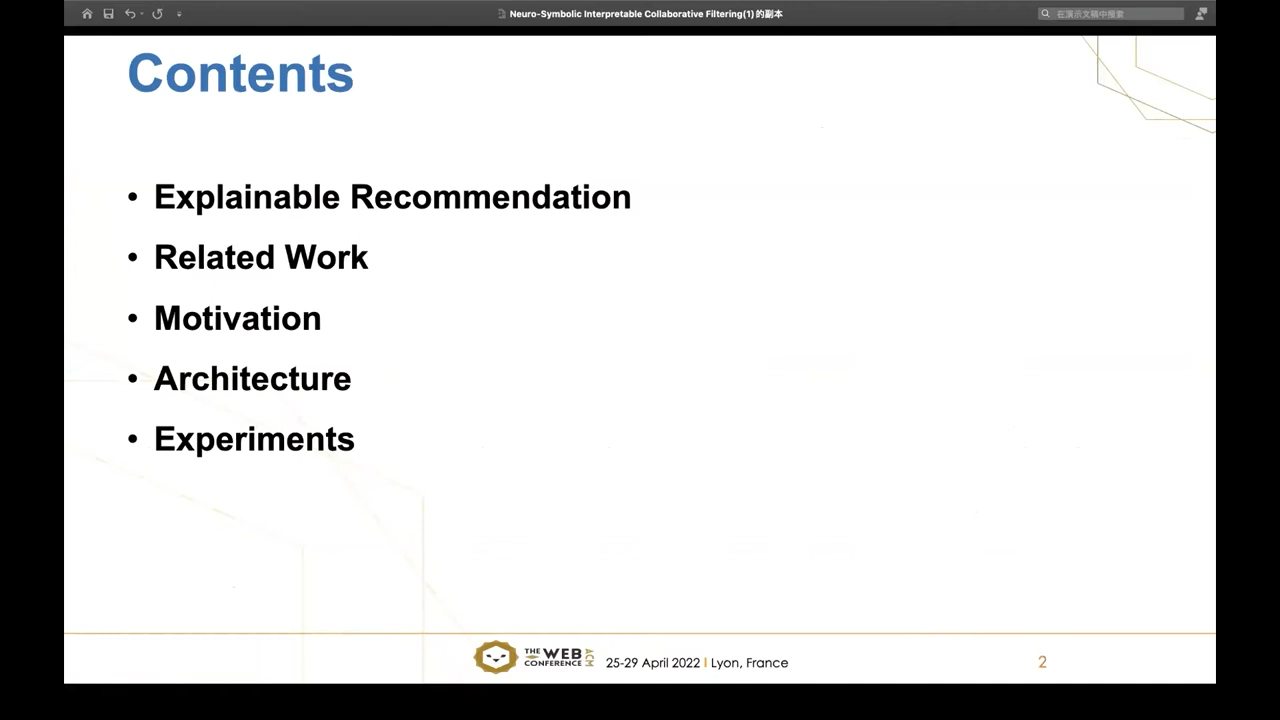 Neuro-Symbolic Interpretable Collaborative Filtering(1)的副本
在演示文稿中搜索
Contents
• Explainable Recommendation
• Related Work
• Motivation
• Architecture
• Experiments
THE WEB CONFERENCE ACM
25-29 April 2022 | Lyon, France
2